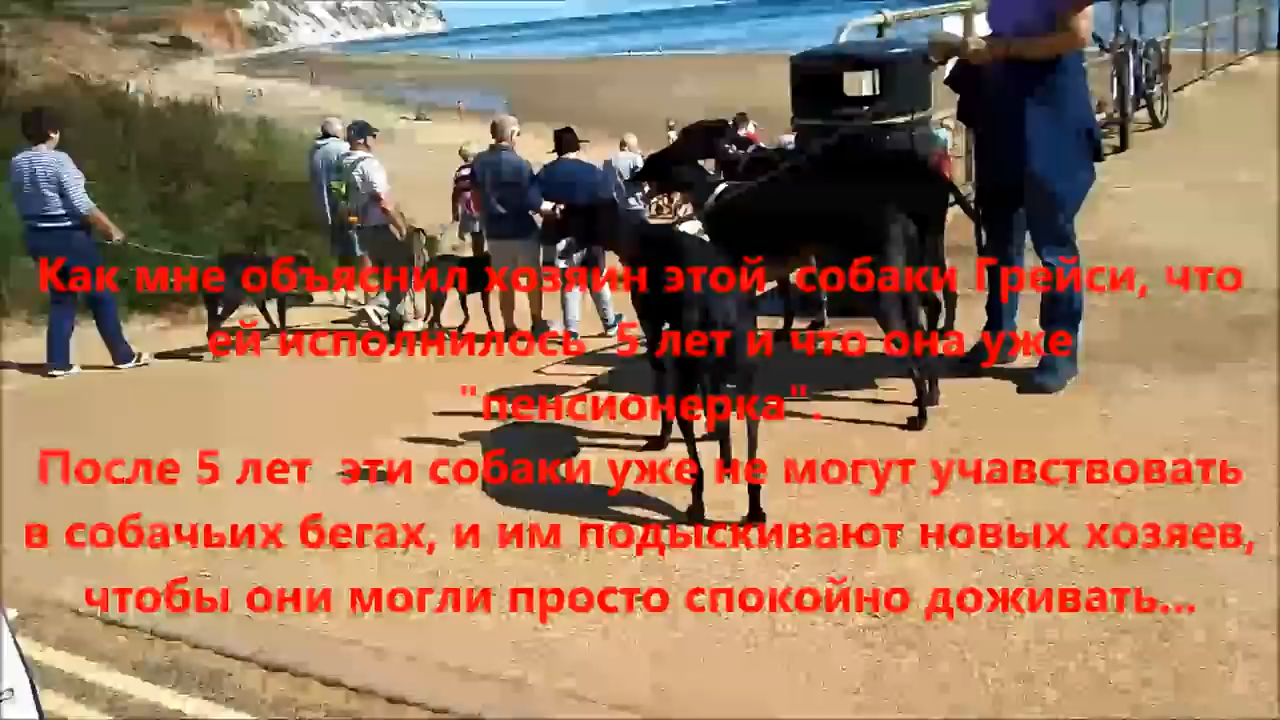 Как мне объяснил хозяин этой собаки Грейси, что
ей исполнилось 5 лет и что она уже
"пенсионерка".
После 5 лет эти собаки уже не могут учавствовать
в собачьих бегах, и им подыскивают новых хозяев,
чтобы они могли просто спокойно доживать...